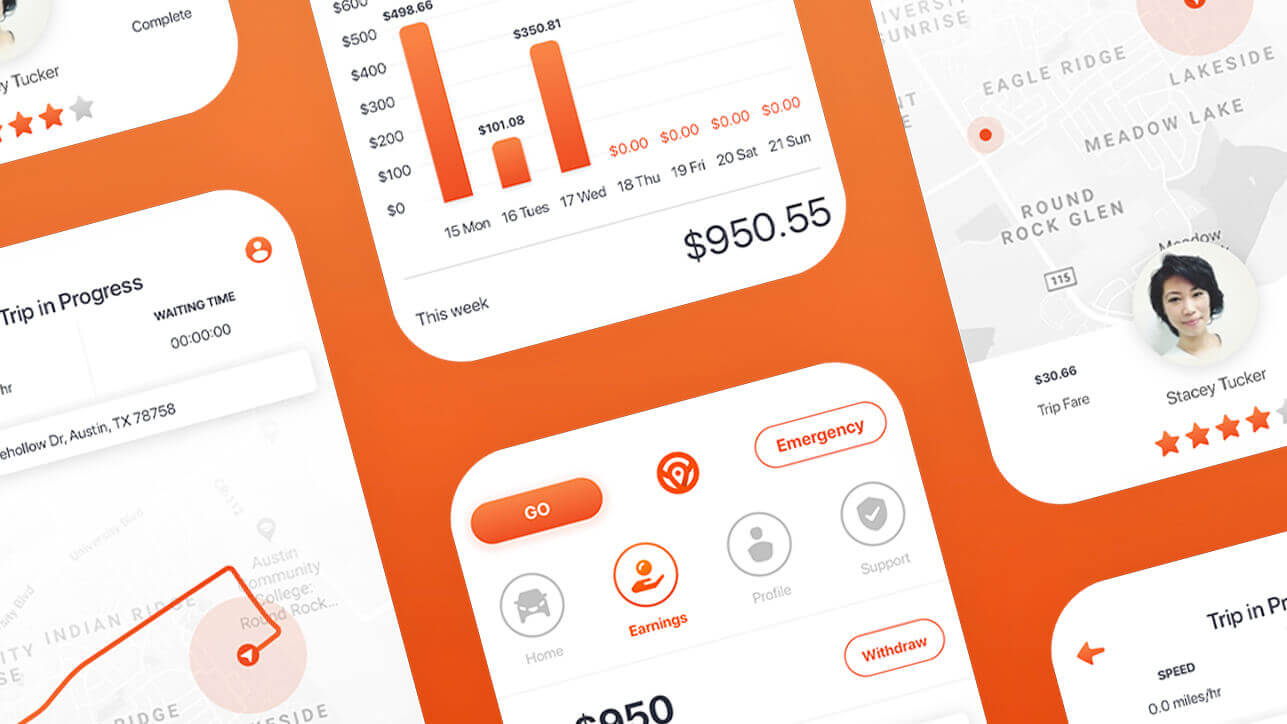 Complete
Tucker
$600
$500
$400
$300
$200
$100
$0
$498.66
$101.08
$350.81
$0.00
$0.00
$0.00
$0.00
15 Mon
16 Tues
17 Wed
18 Thu
19 Fri
20 Sat
21 Sun
$950.55
This week
SUNRISE
EAGLE RIDGE
LAKESIDE
MEADOW LAKE
ROUND
ROCK GLEN
115
Meadow
$30.66
Trip Fare
Stacey Tucker
Trip in Progress
WAITING TIME
00:00:00
hr
ehollow Dr, Austin, TX 78758
University Blvd
CR-112
Austin
Community
College:
Round Rock...
INDIAN RIDGE
RIDGE
KESIDE
GO
Emergency
Home
Earnings
Profile
Support
Withdraw
$950
Trip in Pr
SPEED
0.0 miles/hr